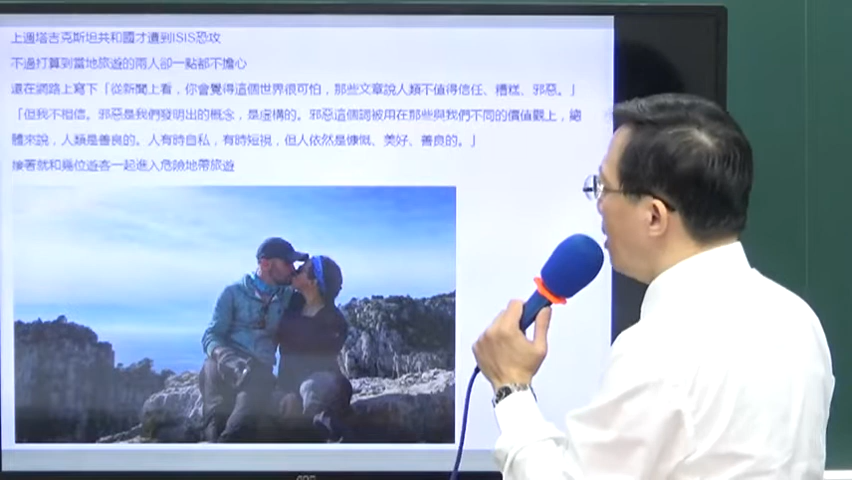 上週塔吉克斯坦共和國才遭到ISIS恐攻
不過打算到當地旅遊的兩人卻一點都不擔心
還在網路上寫下「從新聞上看，你會覺得這個世界很可怕，那些文章說人類不值得信任、糟糕、邪惡。」
「但我不相信。邪惡是我們發明出的概念，是虛構的。邪惡這個詞被用在那些與我們不同的價值觀上，總
體來說，人類是善良的。人有時自私，有時短視，但人依然是慷慨、美好、善良的。」
接著就和幾位遊客一起進入危險地帶旅遊
AOC